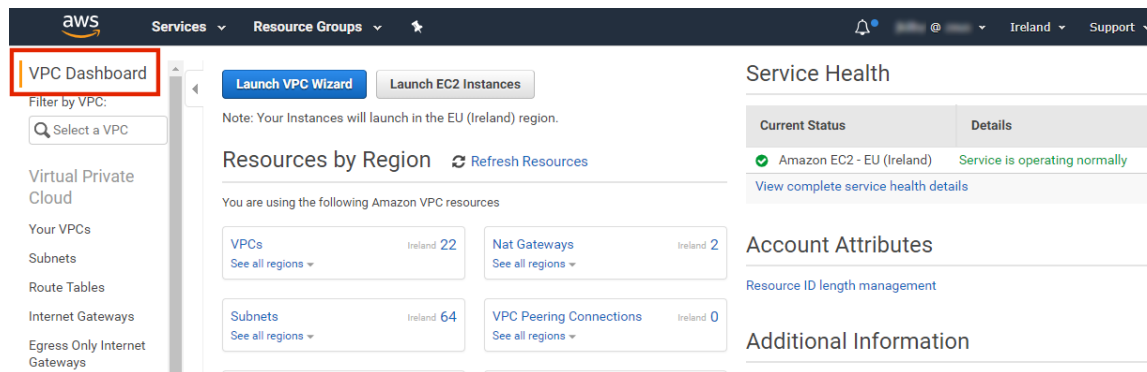 aws
Services
Resource Groups
@
Ireland
Support
VPC Dashboard
Filter by VPC:
Select a VPC
Virtual Private
Cloud
Your VPCs
Subnets
Route Tables
Internet Gateways
Egress Only Internet
Gateways
Launch VPC Wizard
Launch EC2 Instances
Note: Your Instances will launch in the EU (Ireland) region.
Resources by Region
Refresh Resources
You are using the following Amazon VPC resources
VPCs
Ireland 22
See all regions
Nat Gateways
Ireland 2
See all regions
Subnets
Ireland 64
See all regions
VPC Peering Connections
Ireland 0
See all regions
Service Health
Current Status
Details
Amazon EC2 - EU (Ireland)
Service is operating normally
View complete service health details
Account Attributes
Resource ID length management
Additional Information